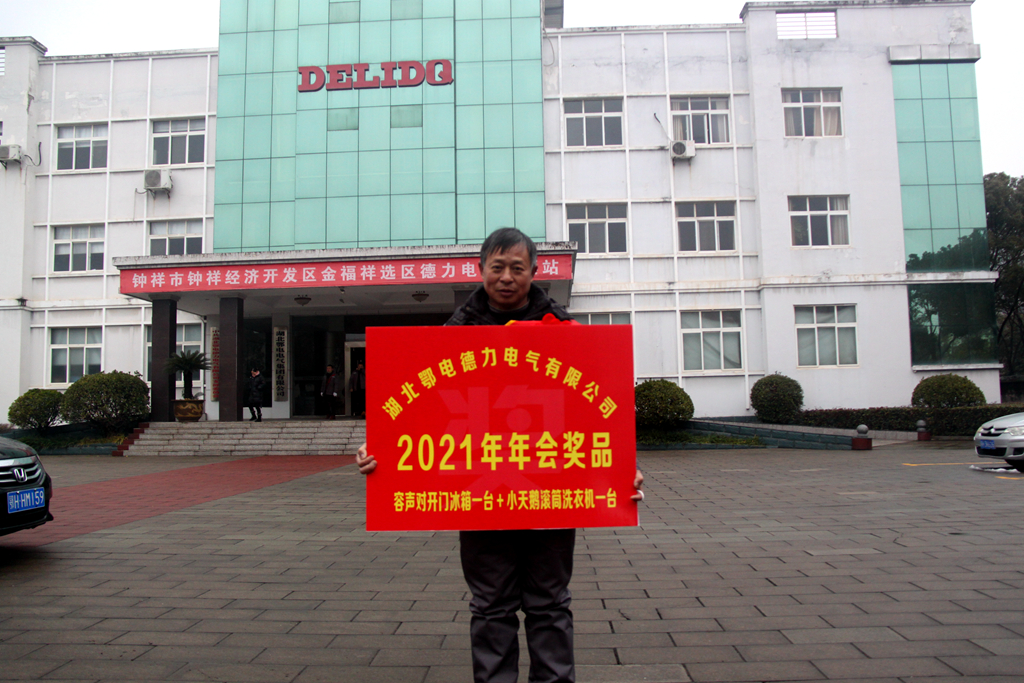 DELIDQ
钟祥市钟祥经济开发区金福祥选区德力电
站
湖北鄂电德力电气有限公司
奖
2021年年会奖品
容声对开门冰箱一台+小天鹅滚筒洗衣机一台
鄂H HM159